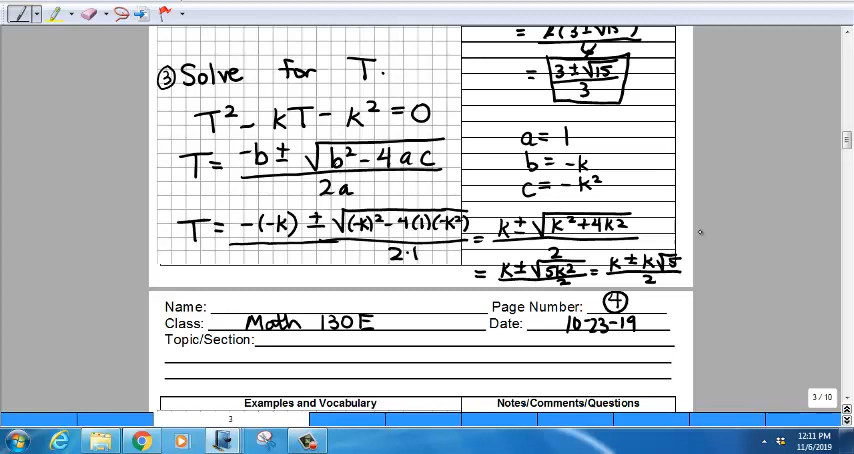 = 2(3±√15) / 6
= 3±√15 / 3
③ Solve for T.
T² - kT - k² = 0
T = -b ± √b² - 4ac / 2a
a = 1
b = -k
c = -k²
T = -(-k) ± √(-k)² - 4(1)(-k²) / 2·1 = k ± √k² + 4k² / 2
= k ± √5k² / 2 = k ± k√5 / 2
Name: Page Number: ④
Class: Math 130E Date: 10-23-19
Topic/Section:
Examples and Vocabulary Notes/Comments/Questions
3 / 10
3
12:11 PM
11/6/2019